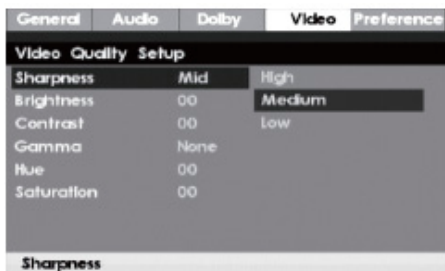 General Audio Dolby Video Preference
Video Quality Setup
Sharpness Mid High
Brightness 00 Medium
Contrast 00 Low
Gamma None
Hue 00
Saturation 00
Sharpness